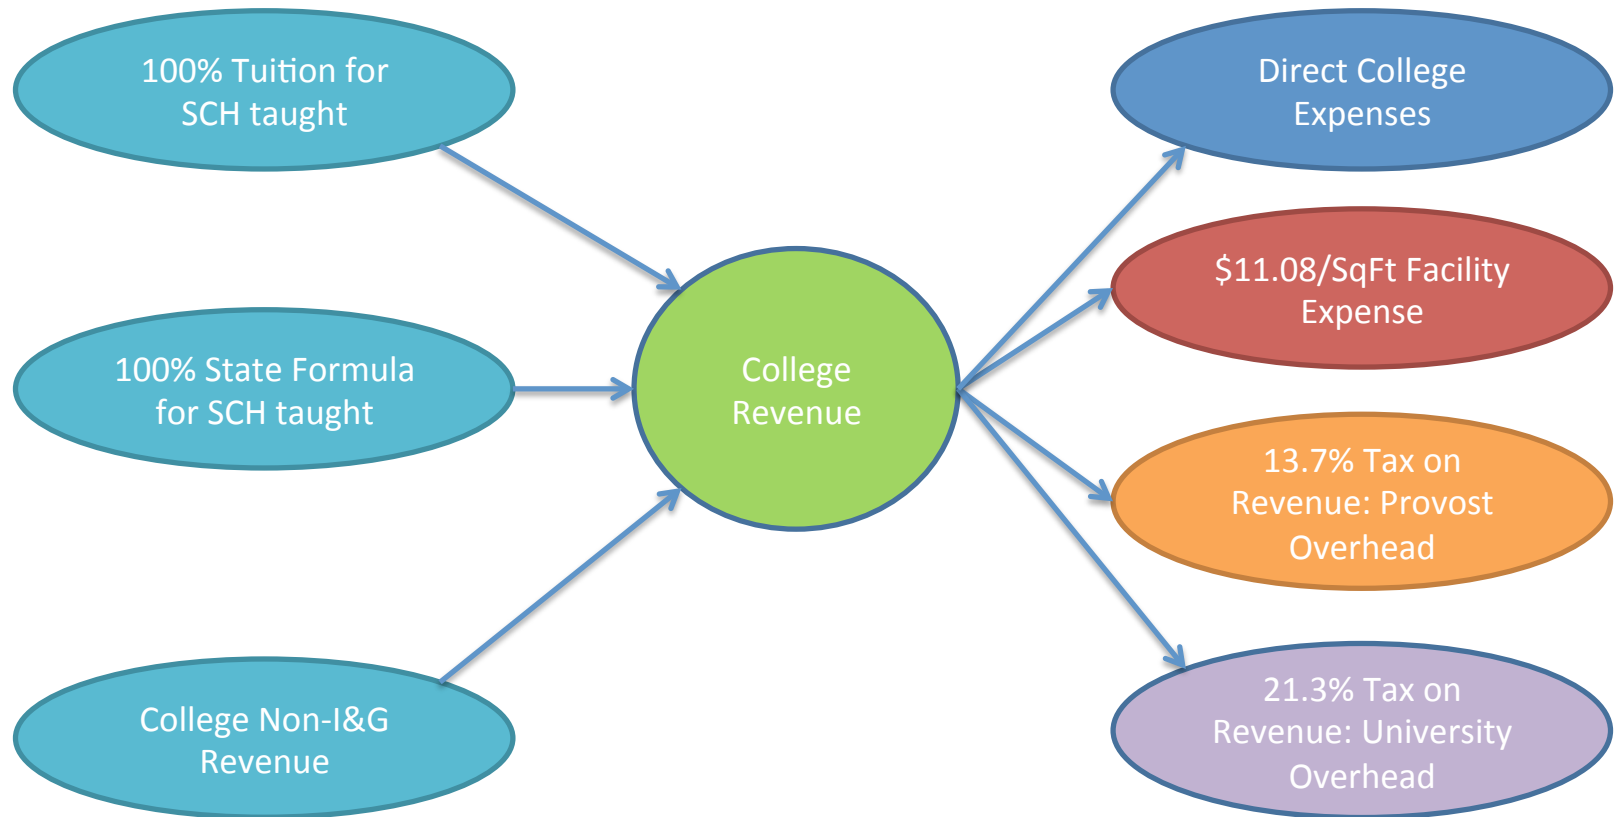 100% Tuition for
SCH taught
100% State Formula
for SCH taught
College Non-I&G
Revenue
College
Revenue
Direct College
Expenses
$11.08/SqFt Facility
Expense
13.7% Tax on
Revenue: Provost
Overhead
21.3% Tax on
Revenue: University
Overhead